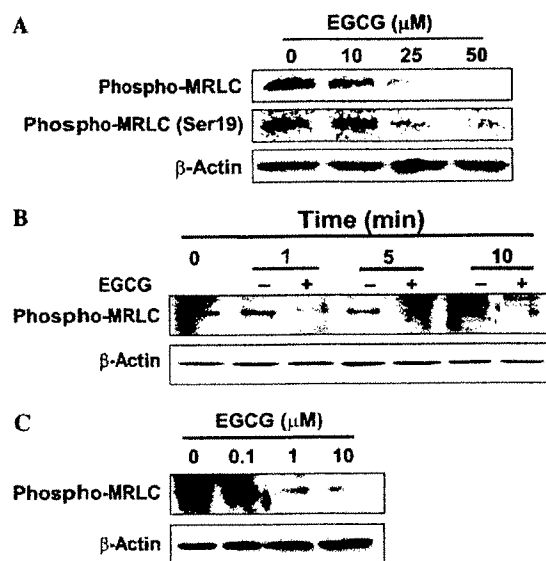 A
EGCG (μM)
0 10 25 50
Phospho-MRLC
Phospho-MRLC (Ser19)
β-Actin
B
Time (min)
0 1 5 10
EGCG − + − + − +
Phospho-MRLC
β-Actin
C
EGCG (μM)
0 0.1 1 10
Phospho-MRLC
β-Actin